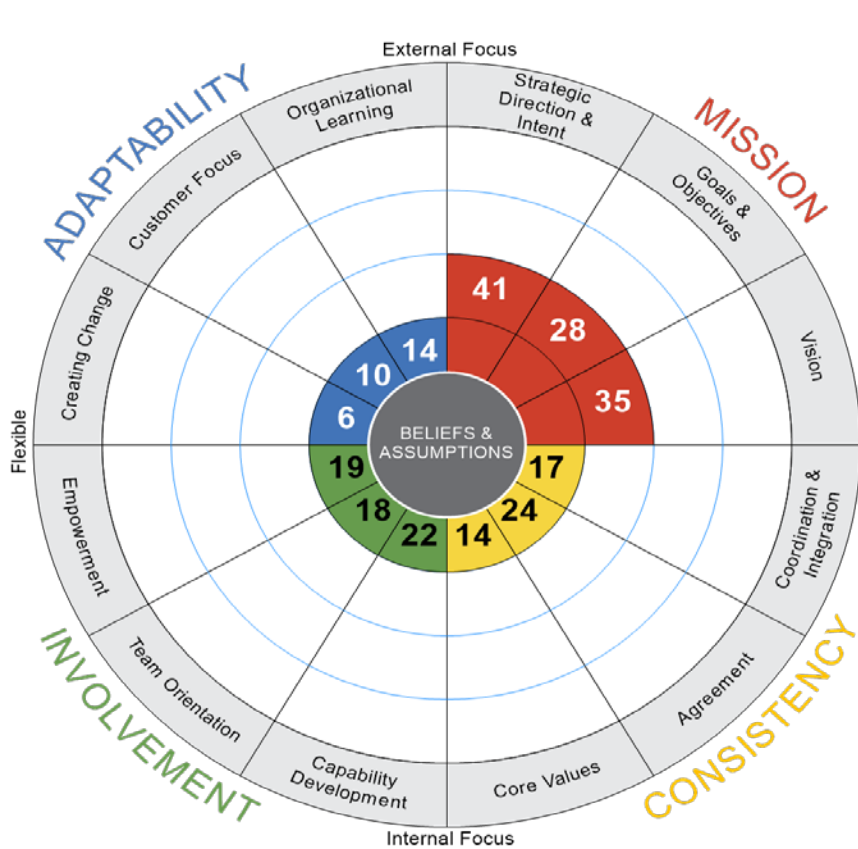 External Focus
ADAPTABILITY
MISSION
Organizational
Learning
Strategic
Direction &
Intent
Customer Focus
Goals &
Objectives
Creating Change
Vision
41
28
35
14
10
6
BELIEFS &
ASSUMPTIONS
Flexible
19
18
22
14
24
17
Empowerment
Coordination &
Integration
Team Orientation
Agreement
Capability
Development
Core Values
INVOLVEMENT
CONSISTENCY
Internal Focus